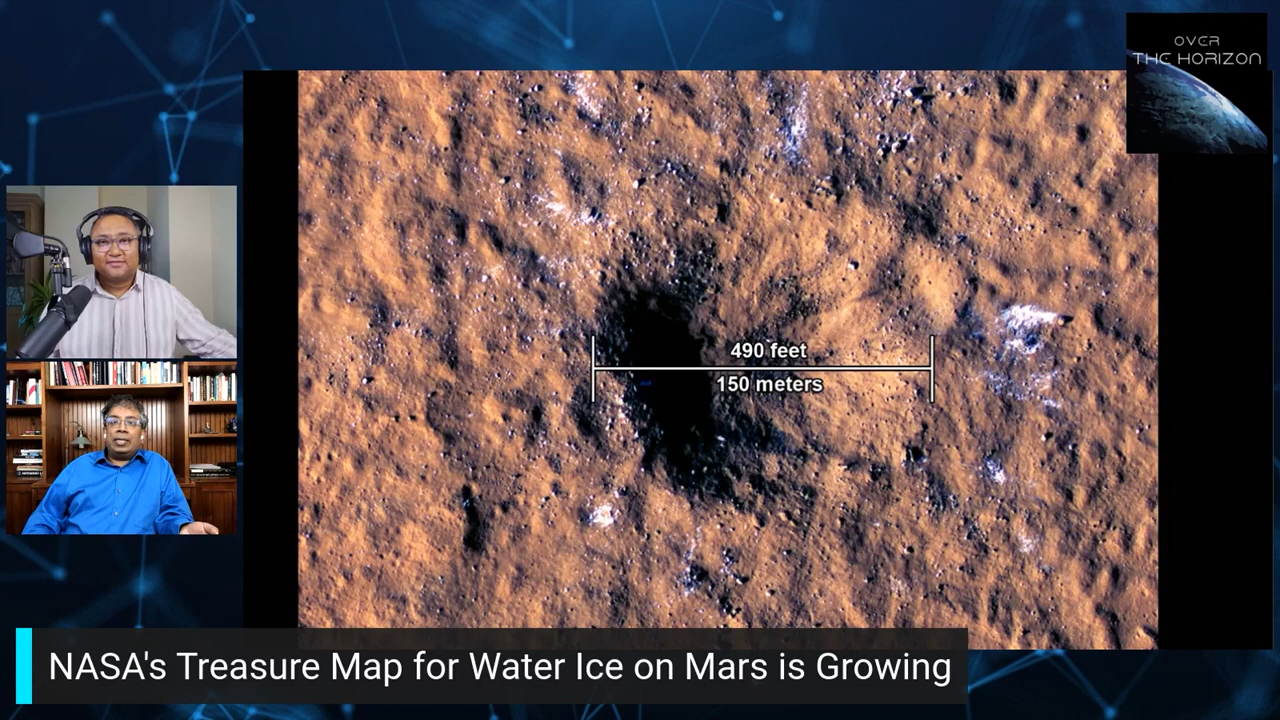 OVER
THE HORIZON
490 feet
150 meters
NASA's Treasure Map for Water Ice on Mars is Growing